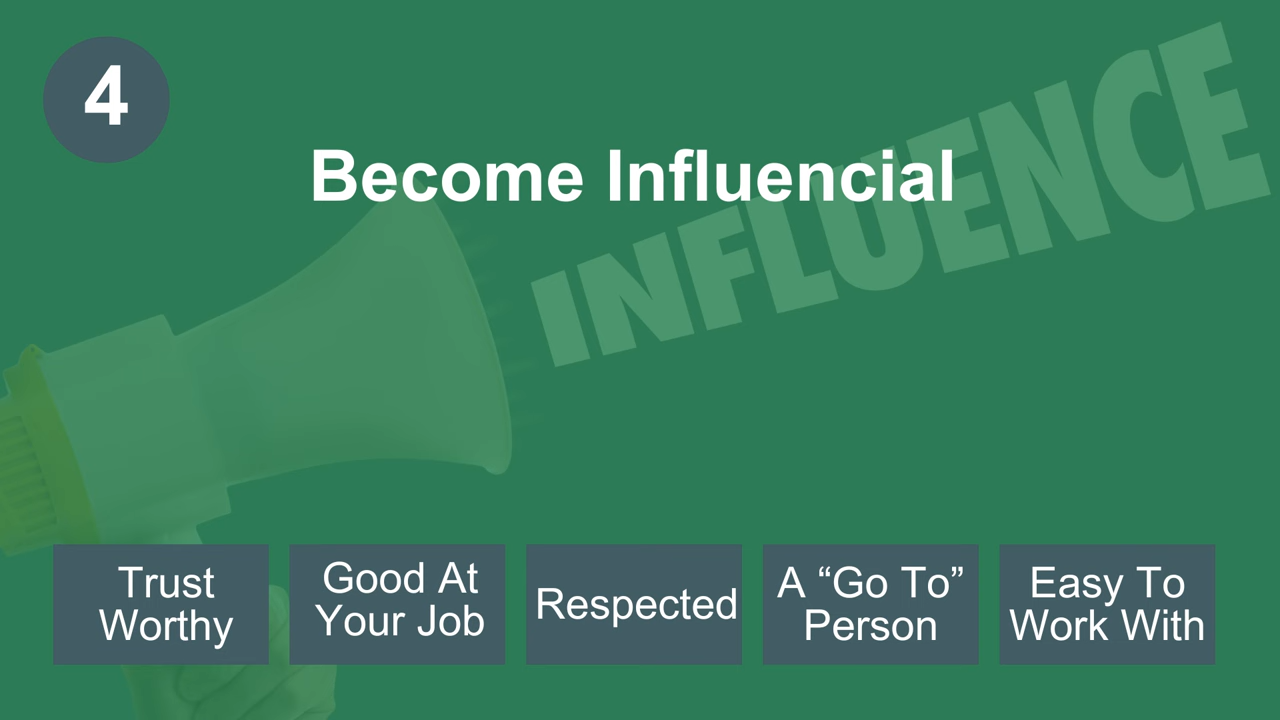 4
INFLUENCE
Become Influencial
Trust
Worthy
Good At
Your Job
Respected
A “Go To”
Person
Easy To
Work With